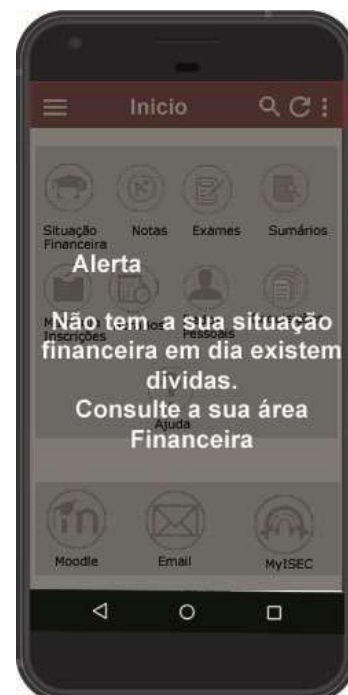 Inicio
Situação Notas Exames Sumários
Financeira
Alerta
Não tem a sua situação
Inscrições Pessoais
financeira em dia existem
dividas.
Consulte a sua área
Ajuda
Financeira
Moodle Email MyISEC